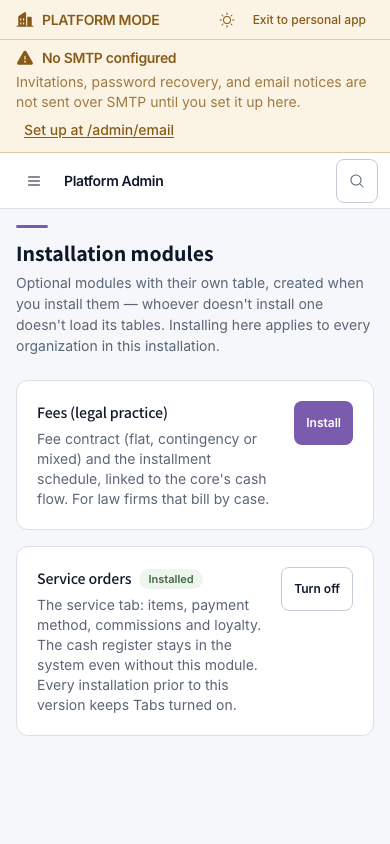 PLATFORM MODE
Exit to personal app
No SMTP configured
Invitations, password recovery, and email notices are
not sent over SMTP until you set it up here.
Set up at /admin/email
Platform Admin
Installation modules
Optional modules with their own table, created when
you install them — whoever doesn't install one
doesn't load its tables. Installing here applies to every
organization in this installation.
Fees (legal practice)
Install
Fee contract (flat, contingency or
mixed) and the installment
schedule, linked to the core's cash
flow. For law firms that bill by case.
Service orders
Installed
Turn off
The service tab: items, payment
method, commissions and loyalty.
The cash register stays in the
system even without this module.
Every installation prior to this
version keeps Tabs turned on.